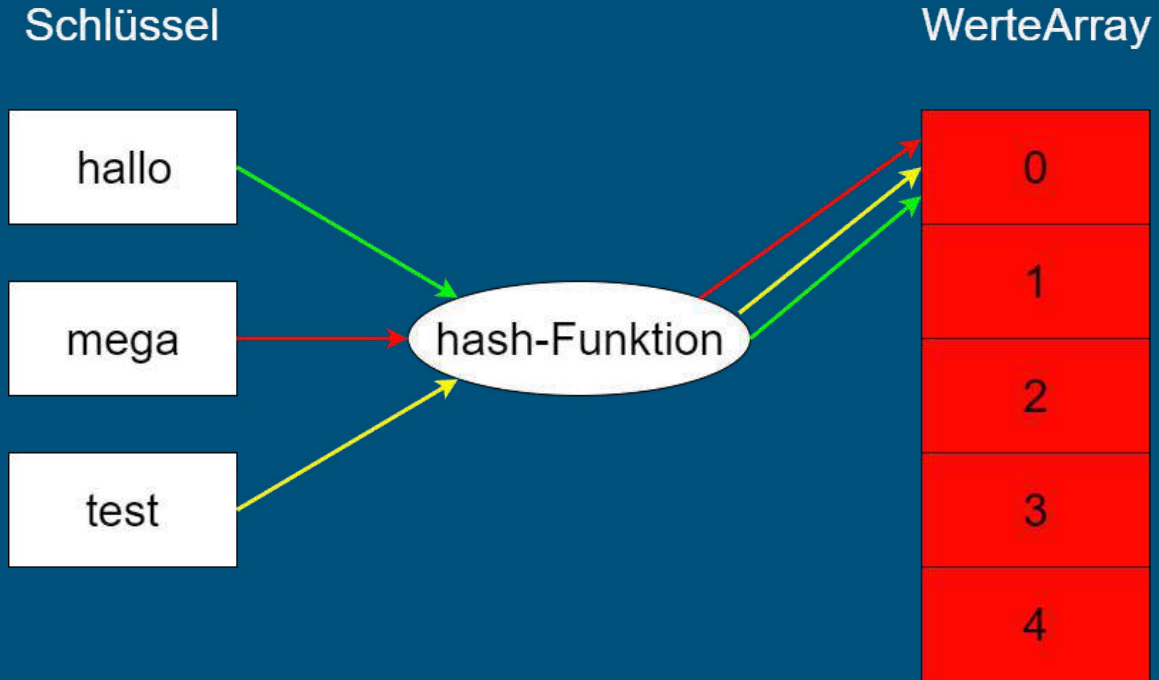 Schlüssel
WerteArray
hallo
mega
test
hash-Funktion
0
1
2
3
4